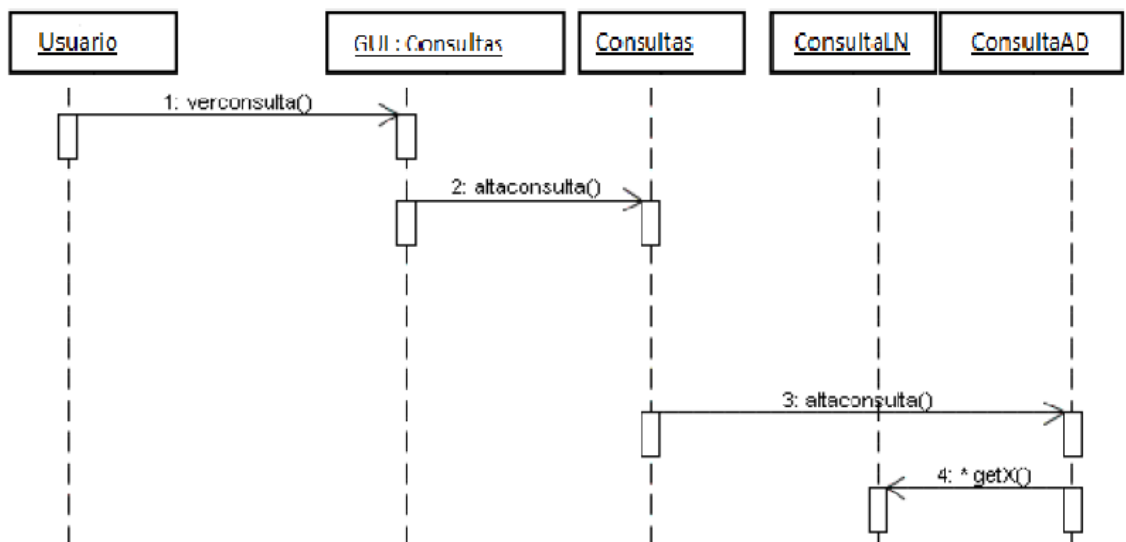 Usuario
GUI : Consultas
Consultas
ConsultaLN
ConsultaAD
1: verconsulta()
2: altaconsulta()
3: altaconsulta()
4: * getX()